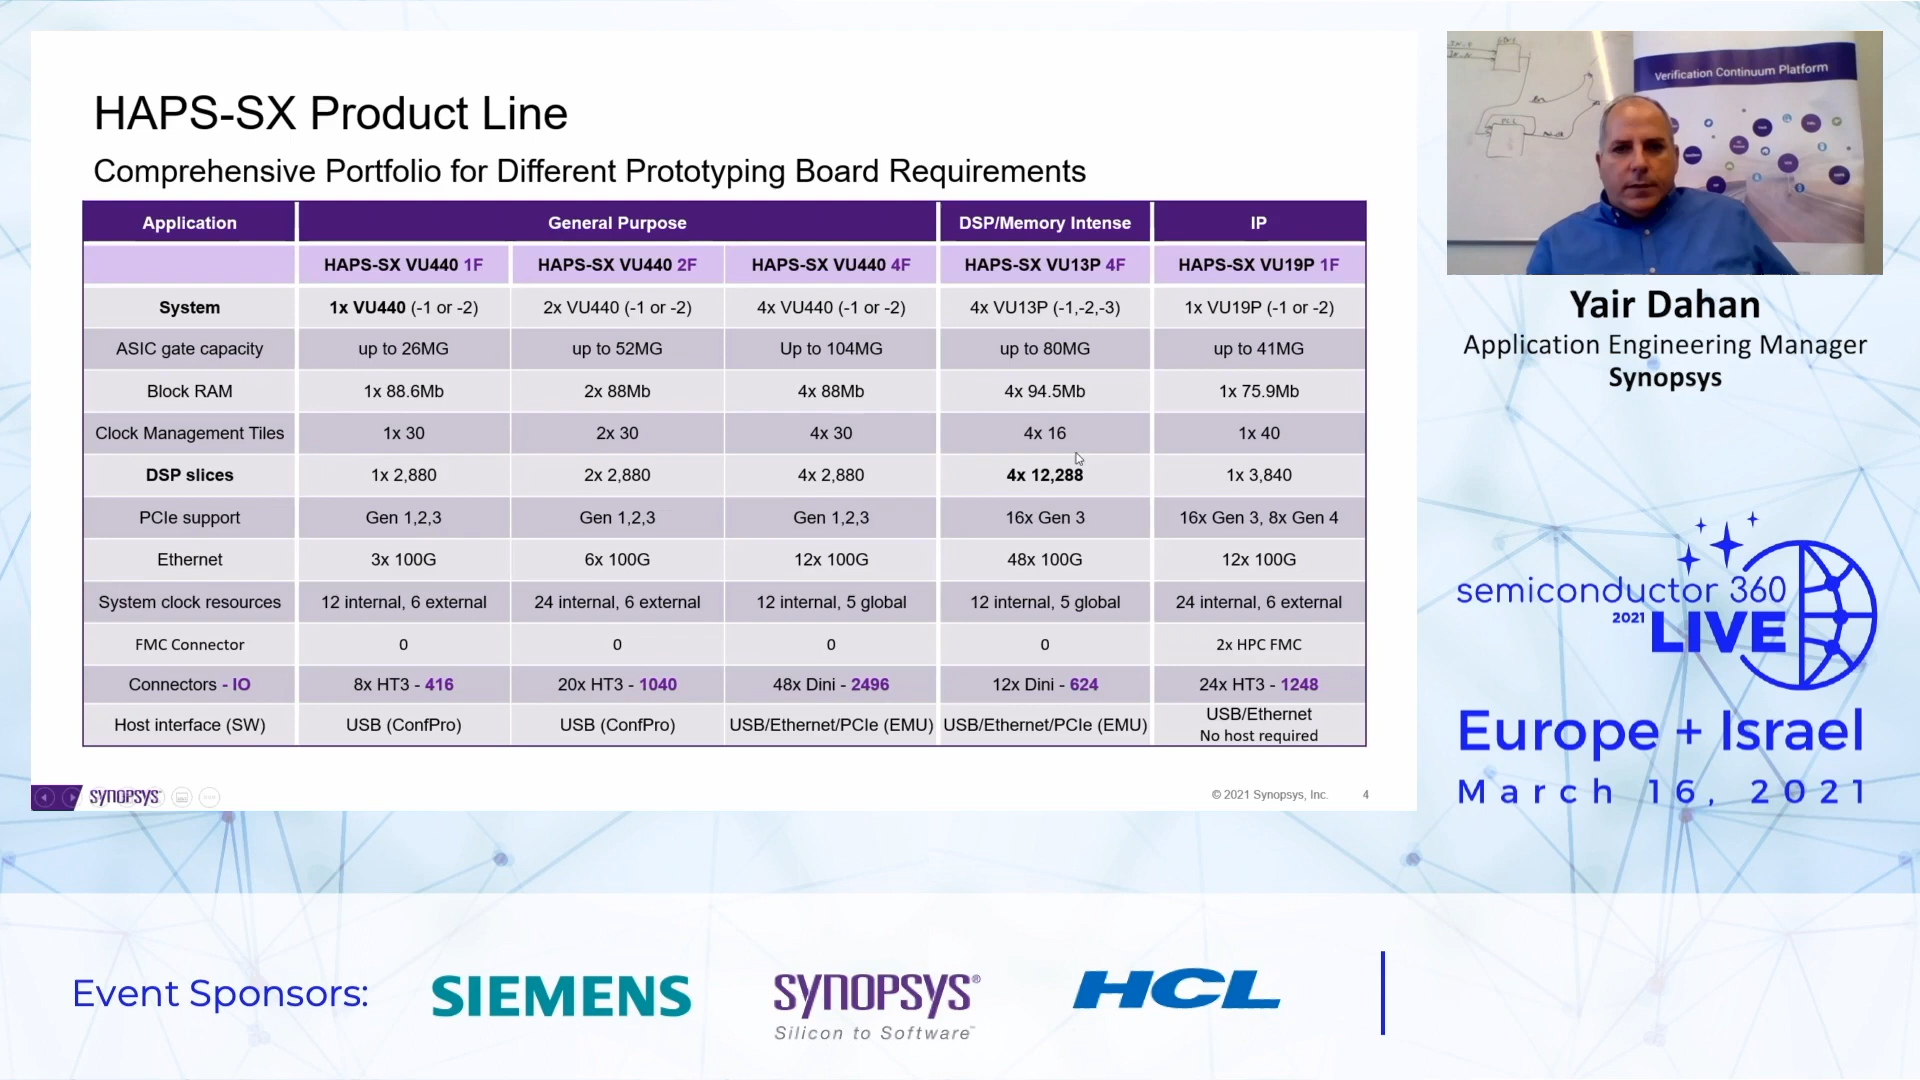 HAPS-SX Product Line
Comprehensive Portfolio for Different Prototyping Board Requirements
Application General Purpose DSP/Memory Intense IP
HAPS-SX VU440 1F HAPS-SX VU440 2F HAPS-SX VU440 4F HAPS-SX VU13P 4F HAPS-SX VU19P 1F
System 1x VU440 (-1 or -2) 2x VU440 (-1 or -2) 4x VU440 (-1 or -2) 4x VU13P (-1,-2,-3) 1x VU19P (-1 or -2)
ASIC gate capacity up to 26MG up to 52MG Up to 104MG up to 80MG up to 41MG
Block RAM 1x 88.6Mb 2x 88Mb 4x 88Mb 4x 94.5Mb 1x 75.9Mb
Clock Management Tiles 1x 30 2x 30 4x 30 4x 16 1x 40
DSP slices 1x 2,880 2x 2,880 4x 2,880 4x 12,288 1x 3,840
PCIe support Gen 1,2,3 Gen 1,2,3 Gen 1,2,3 16x Gen 3 16x Gen 3, 8x Gen 4
Ethernet 3x 100G 6x 100G 12x 100G 48x 100G 12x 100G
System clock resources 12 internal, 6 external 24 internal, 6 external 12 internal, 5 global 12 internal, 5 global 24 internal, 6 external
FMC Connector 0 0 0 0 2x HPC FMC
Connectors - IO 8x HT3 - 416 20x HT3 - 1040 48x Dini - 2496 12x Dini - 624 24x HT3 - 1248
Host interface (SW) USB (ConfPro) USB (ConfPro) USB/Ethernet/PCIe (EMU) USB/Ethernet/PCIe (EMU) USB/Ethernet
No host required
SYNOPSYS
© 2021 Synopsys, Inc. 4
Verification Continuum Platform
Yair Dahan
Application Engineering Manager
Synopsys
semiconductor 360
2021 LIVE
Europe + Israel
March 16, 2021
Event Sponsors:
SIEMENS
SYNOPSYS®
Silicon to Software™
HCL